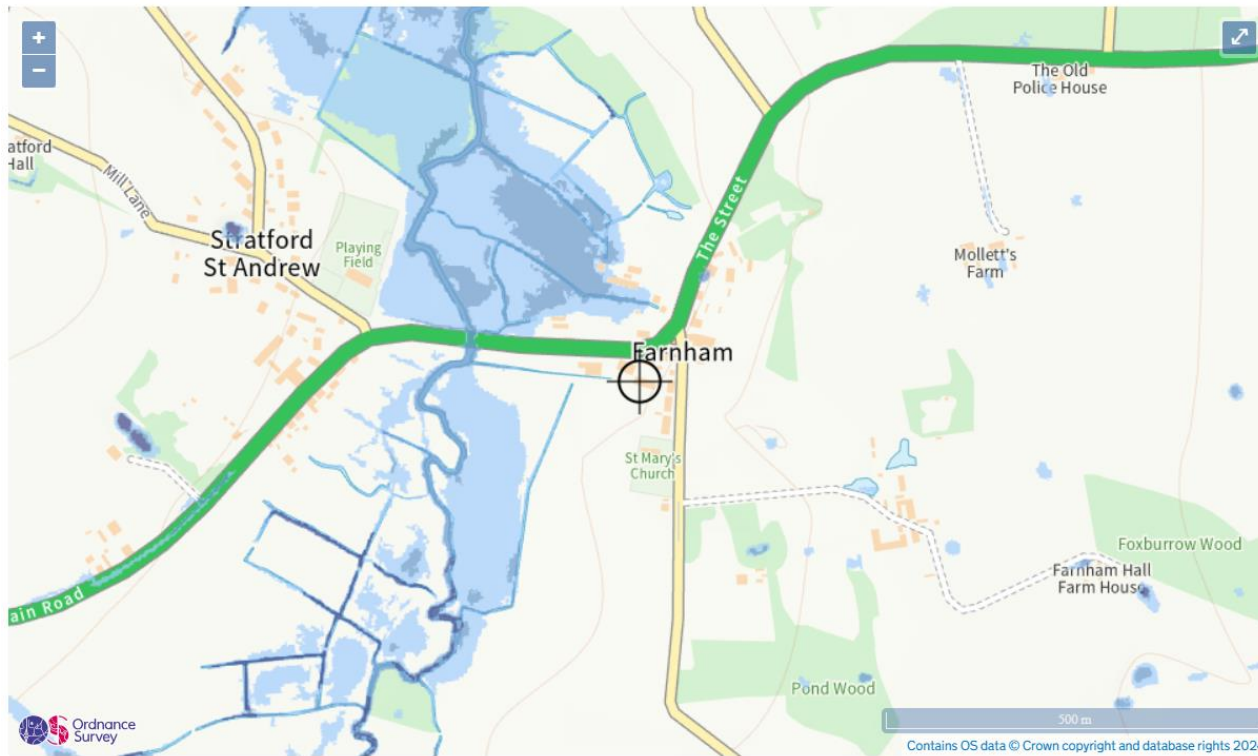 +
−
The Old
Police House
atford
Hall
Mill Lane
The Street
Stratford
St Andrew
Playing
Field
Mollett's
Farm
Farnham
St Mary's
Church
Foxburrow Wood
Farnham Hall
Farm House
ain Road
Pond Wood
500 m
Ordnance
Survey
Contains OS data © Crown copyright and database rights 202